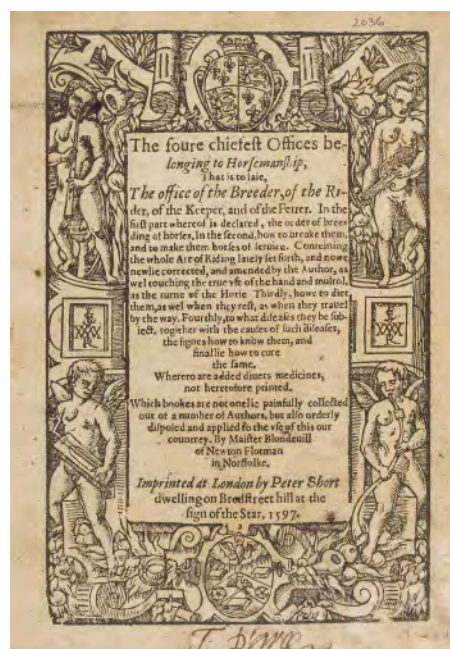 2036
The foure chiefest Offices be-
longing to Horsemanship,
That is to saie,
The office of the Breeder, of the Ri-
der, of the Keeper, and of the Ferrer. In the
first part whereof is declared, the order of bree-
ding of horses, In the second, how to breake them,
and to make them horses of seruice. Conteining
the whole Art of Riding lately set forth, and nowe
newlie corrected, and amended by the Author, as
wel touching the true vse of the hand and musrol,
as the turne of the Horse Thirdly, howe to diet
them, as wel when they rest, as when they trauel
by the way. Fourthly, to what diseases they be sub-
iect, together with the causes of such diseases,
the signes how to know them, and
finallie how to cure
the same,
Whereto are added diuers medicines,
not heretofore printed.
Which bookes are not onelie painfully collected
out of a number of Authors, but also orderly
disposed and applied to the vse of this our
countrey. By Maister Blundeuill
of Newton Flotman
in Norffolke,
Imprinted at London by Peter Short
dwelling on Bredstreet hill at the
sign of the Star, 1597.